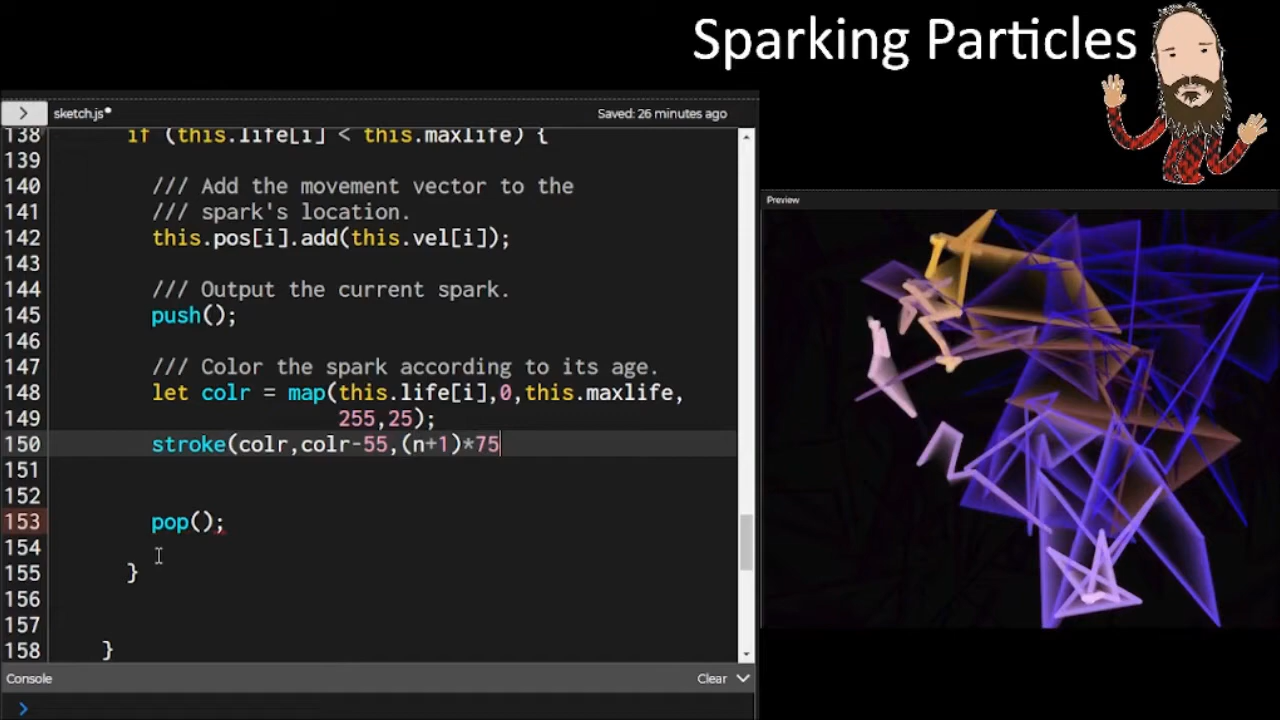 Sparking Particles
sketch.js•
Saved: 26 minutes ago
Preview
138 if (this.life[i] < this.maxlife) {
139
140 /// Add the movement vector to the
141 /// spark's location.
142 this.pos[i].add(this.vel[i]);
143
144 /// Output the current spark.
145 push();
146
147 /// Color the spark according to its age.
148 let colr = map(this.life[i],0,this.maxlife,
149 255,25);
150 stroke(colr,colr-55,(n+1)*75
151
152
153 pop();
154
155 }
156
157
158 }
Console
Clear